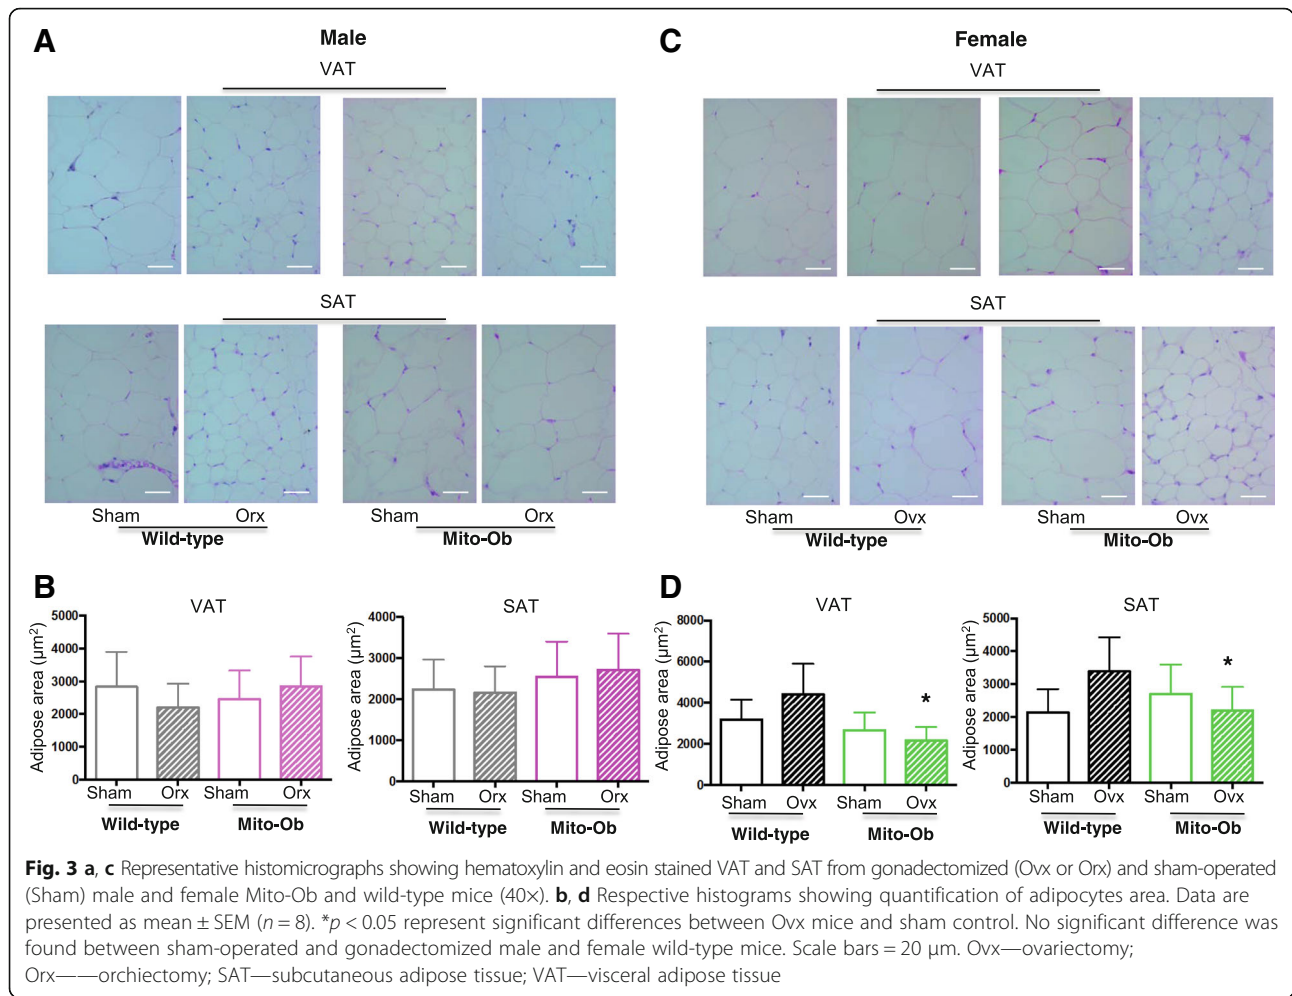 A
Male
VAT
SAT
Sham Orx Sham Orx
Wild-type Mito-Ob
C
Female
VAT
SAT
Sham Ovx Sham Ovx
Wild-type Mito-Ob
B
VAT
Adipose area (µm²)
5000
4000
3000
2000
1000
0
Sham Orx Sham Orx
Wild-type Mito-Ob
SAT
Adipose area (µm²)
4000
3000
2000
1000
0
Sham Orx Sham Orx
Wild-type Mito-Ob
D
VAT
Adipose area (µm²)
8000
6000
4000
2000
0
*
Sham Ovx Sham Ovx
Wild-type Mito-Ob
SAT
Adipose area (µm²)
5000
4000
3000
2000
1000
0
*
Sham Ovx Sham Ovx
Wild-type Mito-Ob
Fig. 3 a, c Representative histomicrographs showing hematoxylin and eosin stained VAT and SAT from gonadectomized (Ovx or Orx) and sham-operated
(Sham) male and female Mito-Ob and wild-type mice (40×). b, d Respective histograms showing quantification of adipocytes area. Data are
presented as mean ± SEM (n = 8). *p < 0.05 represent significant differences between Ovx mice and sham control. No significant difference was
found between sham-operated and gonadectomized male and female wild-type mice. Scale bars = 20 µm. Ovx—ovariectomy;
Orx——orchiectomy; SAT—subcutaneous adipose tissue; VAT—visceral adipose tissue